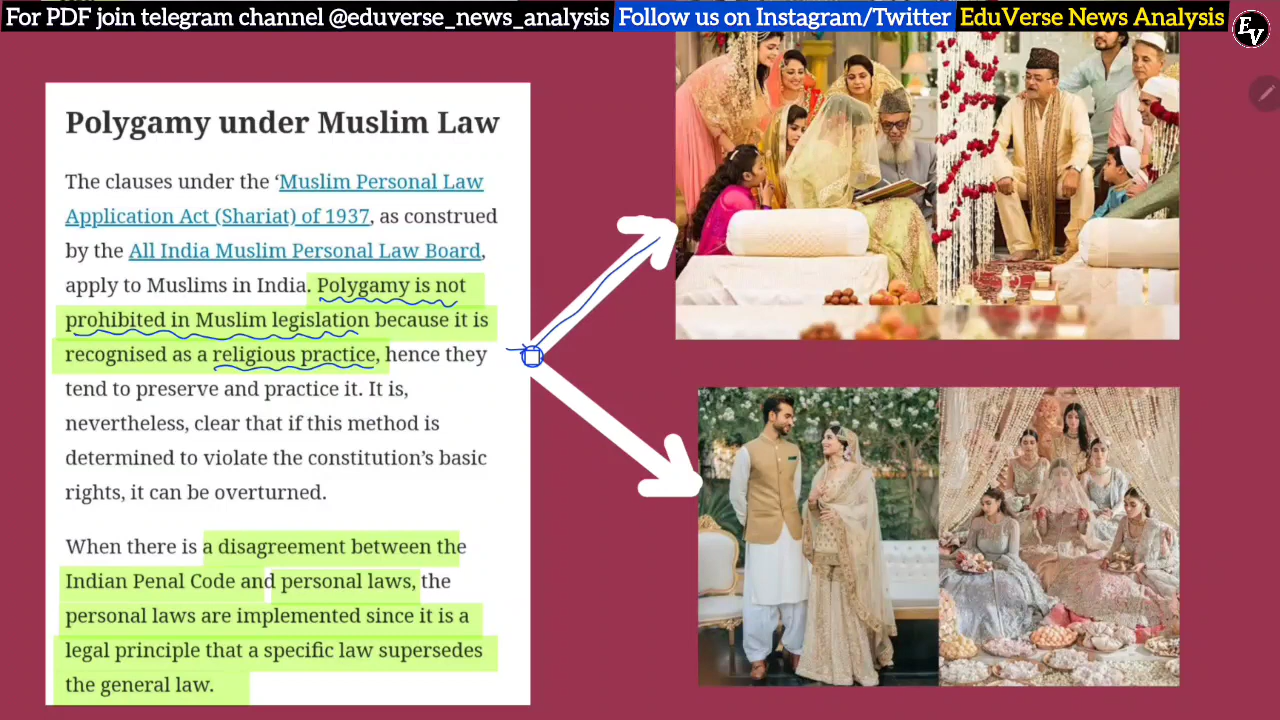 For PDF join telegram channel @eduverse_news_analysis Follow us on Instagram/Twitter EduVerse News Analysis
EV
Polygamy under Muslim Law
The clauses under the ‘Muslim Personal Law
Application Act (Shariat) of 1937, as construed
by the All India Muslim Personal Law Board,
apply to Muslims in India. Polygamy is not
prohibited in Muslim legislation because it is
recognised as a religious practice, hence they
tend to preserve and practice it. It is,
nevertheless, clear that if this method is
determined to violate the constitution’s basic
rights, it can be overturned.
When there is a disagreement between the
Indian Penal Code and personal laws, the
personal laws are implemented since it is a
legal principle that a specific law supersedes
the general law.